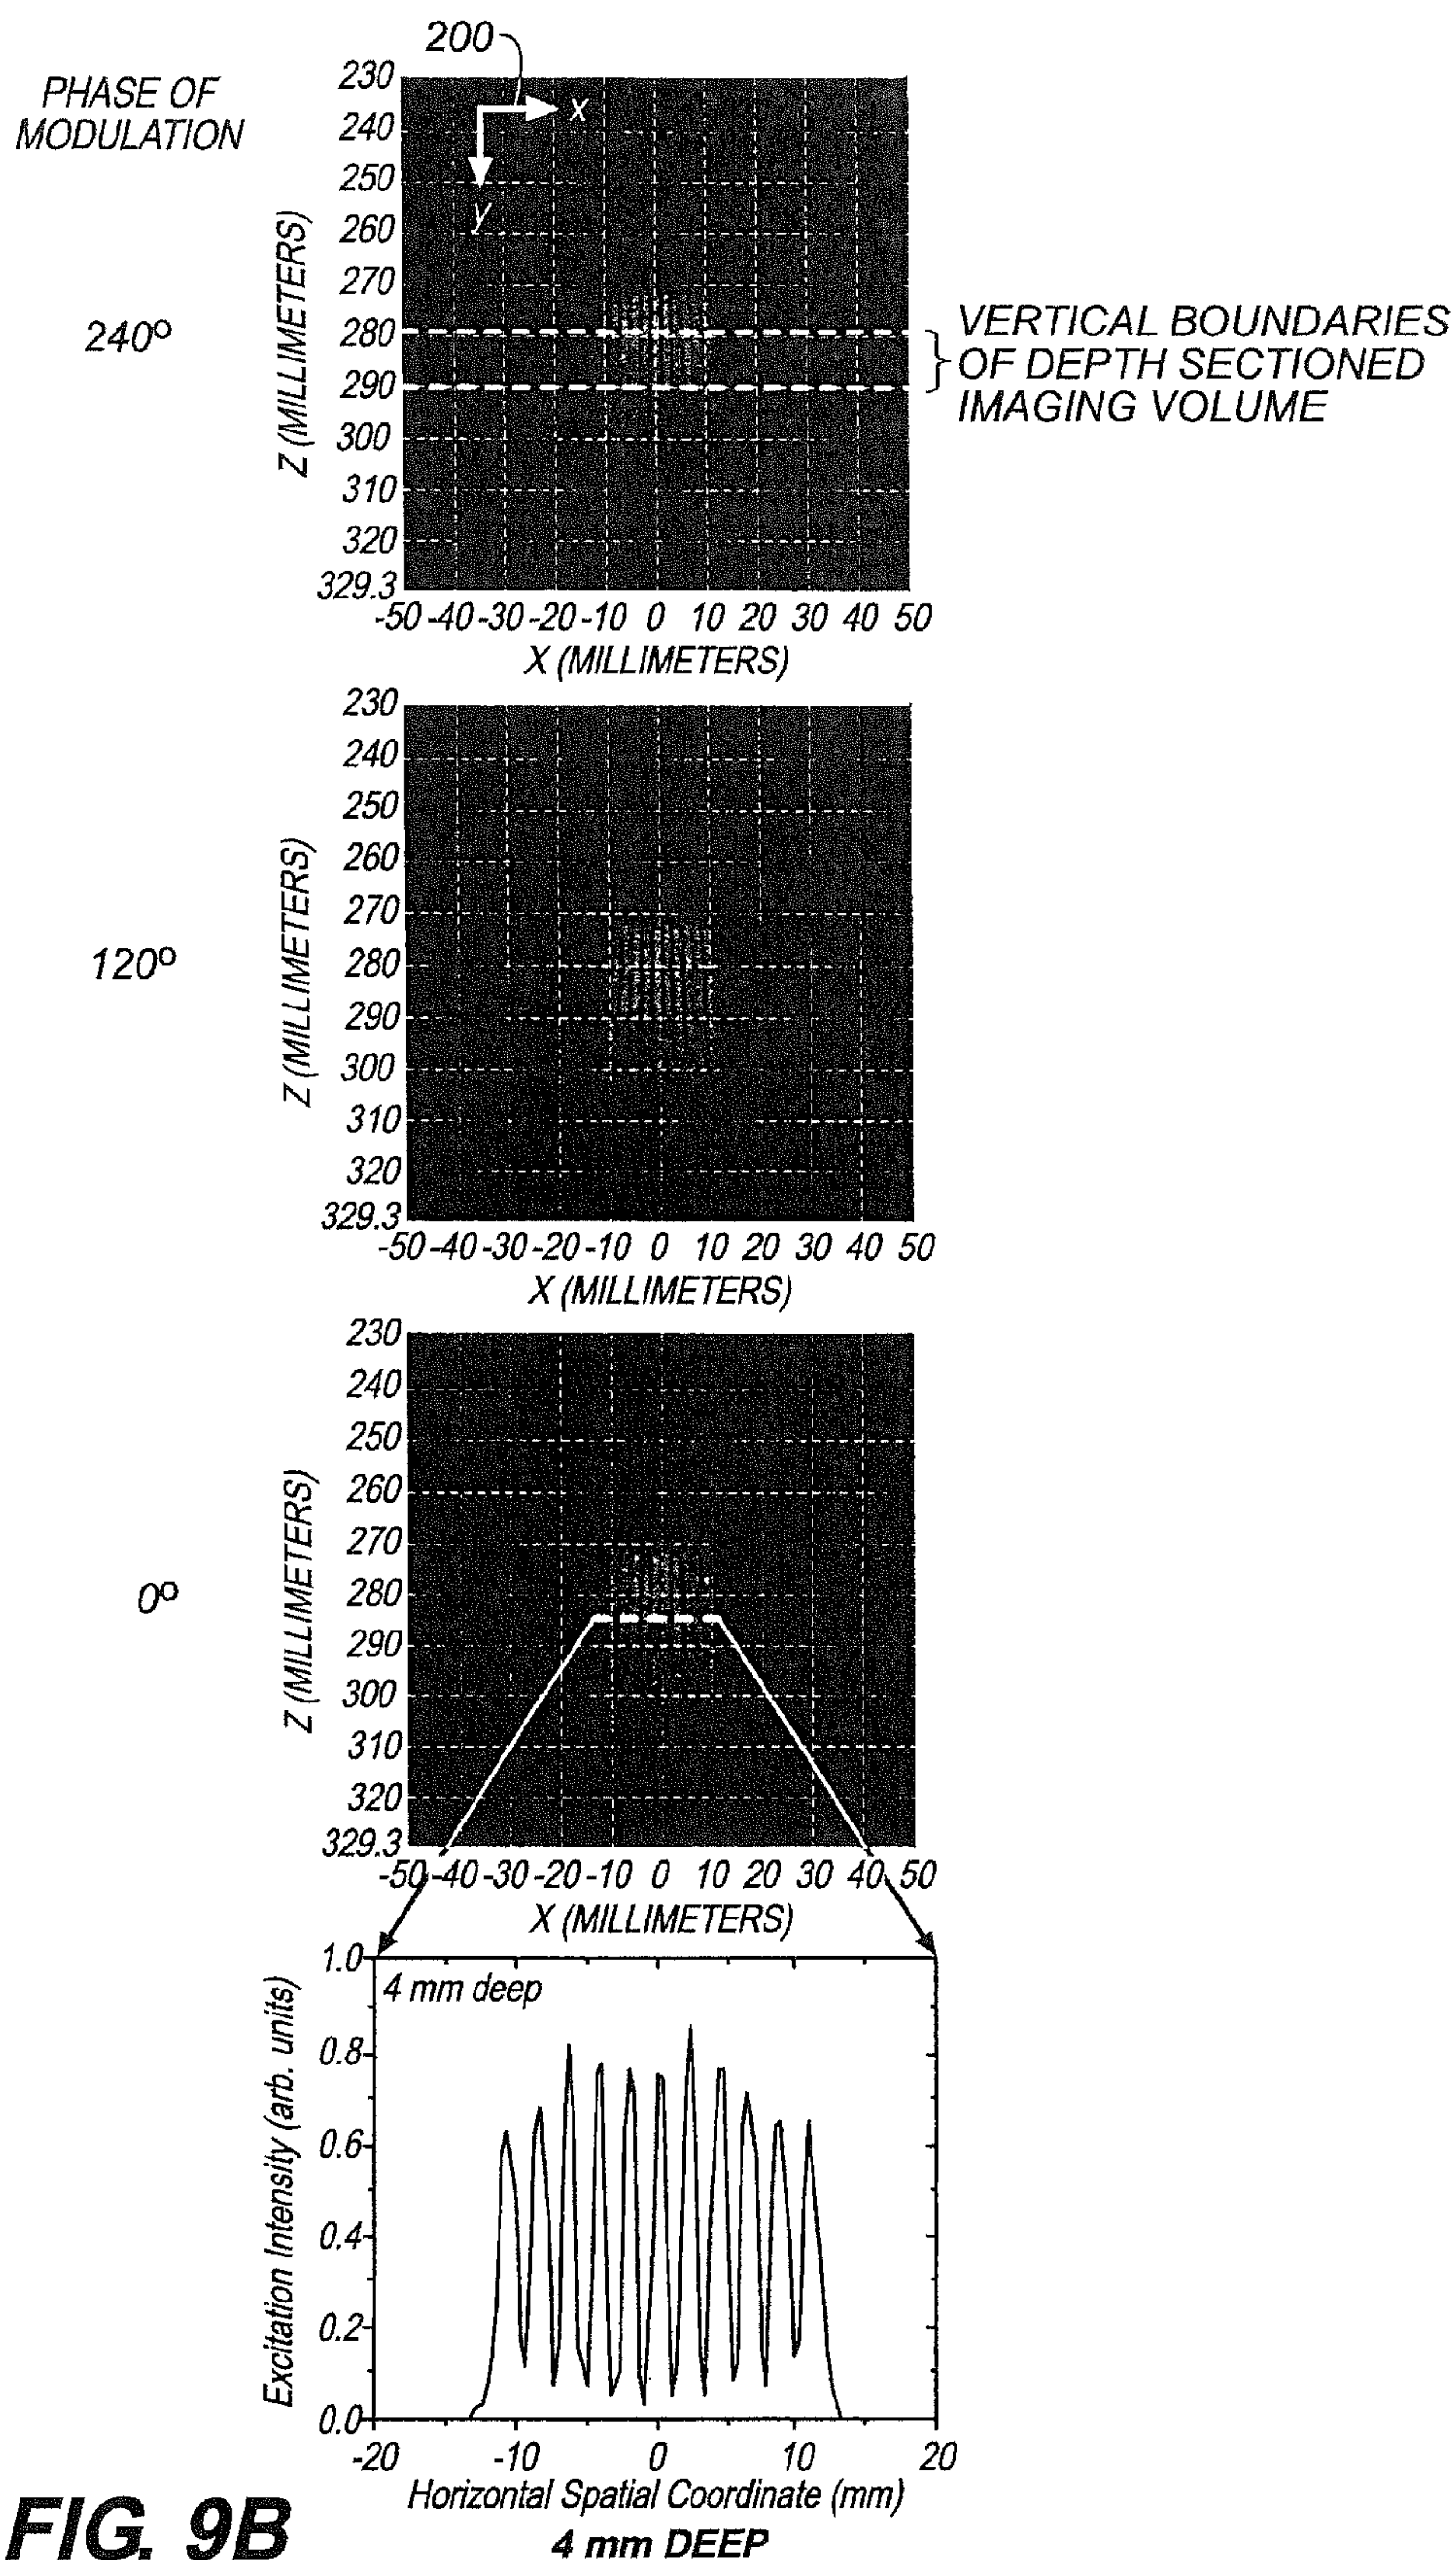 200
PHASE OF
MODULATION
x
y
230
240
250
260
270
280
290
300
310
320
329.3
Z (MILLIMETERS)
240º
VERTICAL BOUNDARIES
OF DEPTH SECTIONED
IMAGING VOLUME
-50 -40 -30 -20 -10 0 10 20 30 40 50
X (MILLIMETERS)
230
240
250
260
270
280
290
300
310
320
329.3
Z (MILLIMETERS)
120º
-50 -40 -30 -20 -10 0 10 20 30 40 50
X (MILLIMETERS)
230
240
250
260
270
280
290
300
310
320
329.3
Z (MILLIMETERS)
0º
-50 -40 -30 -20 -10 0 10 20 30 40 50
X (MILLIMETERS)
1.0
0.8
0.6
0.4
0.2
0.0
Excitation Intensity (arb. units)
4 mm deep
-20 -10 0 10 20
Horizontal Spatial Coordinate (mm)
4 mm DEEP
FIG. 9B